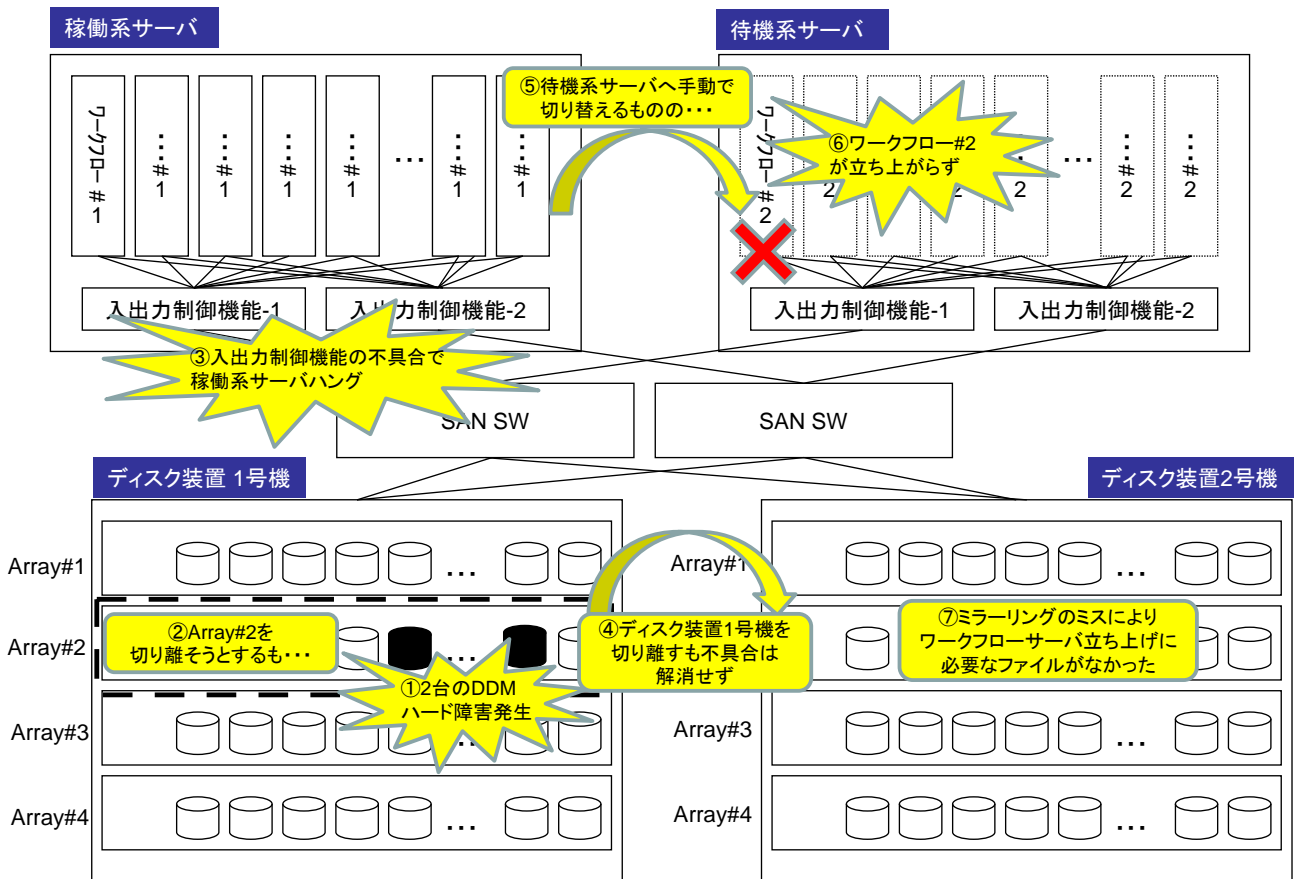 稼働系サーバ
待機系サーバ
ワークフロー#1
…#1
…#1
…#1
…#1
…
…#1
…#1
⑤待機系サーバへ手動で
切り替えるものの・・・
ワークフロー#2
⑥ワークフロー#2
が立ち上がらず
2
2
2
2
…
…#2
…#2
入出力制御機能-1
入出力制御機能-2
入出力制御機能-1
入出力制御機能-2
③入出力制御機能の不具合で
稼働系サーバハング
SAN SW
SAN SW
ディスク装置 1号機
ディスク装置2号機
Array#1
…
Array#1
…
Array#2
②Array#2を
切り離そうとするも・・・
…
①2台のDDM
ハード障害発生
④ディスク装置1号機を
切り離すも不具合は
解消せず
⑦ミラーリングのミスにより
ワークフローサーバ立ち上げに
必要なファイルがなかった
Array#3
…
Array#3
…
Array#4
…
Array#4
…